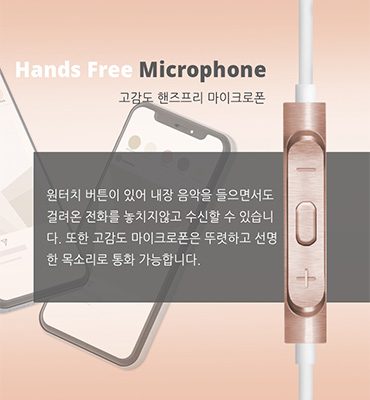 Hands Free Microphone
고감도 핸즈프리 마이크로폰
원터치 버튼이 있어 내장 음악을 들으면서도
걸려온 전화를 놓치지않고 수신할 수 있습니
다. 또한 고감도 마이크로폰은 뚜렷하고 선명
한 목소리로 통화 가능합니다.